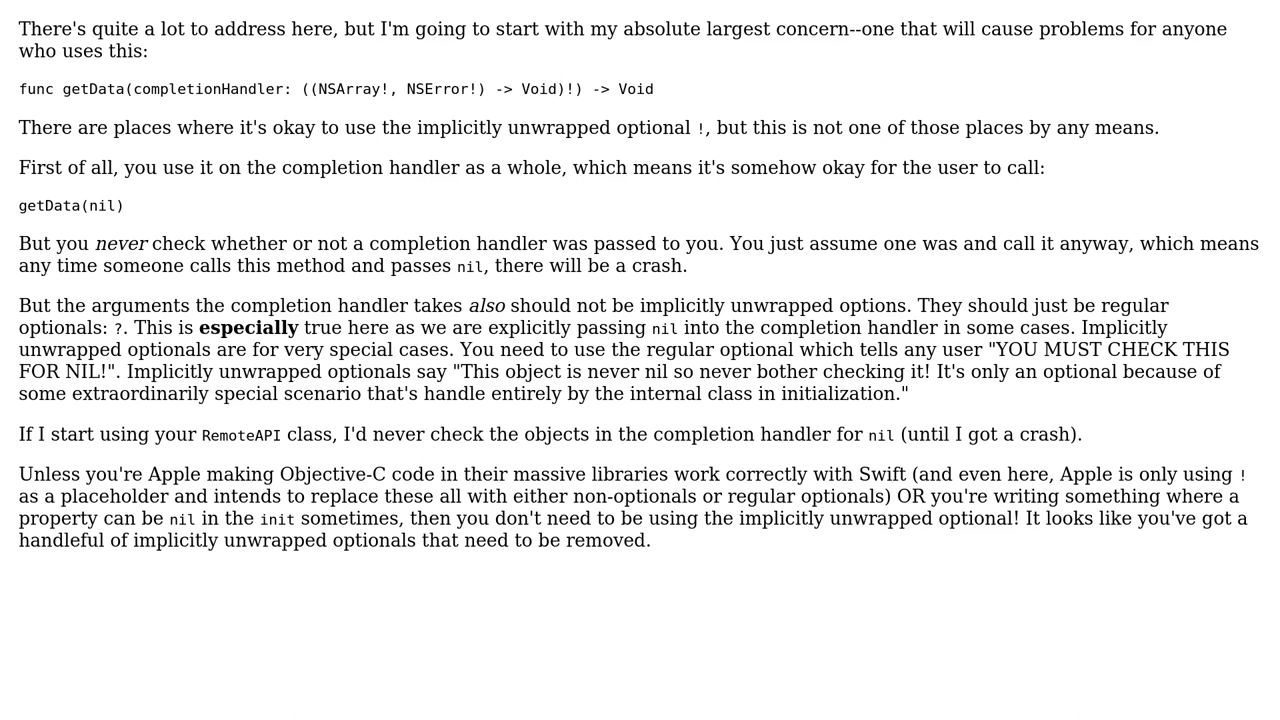 There's quite a lot to address here, but I'm going to start with my absolute largest concern--one that will cause problems for anyone
who uses this:
func getData(completionHandler: ((NSArray!, NSError!) -> Void)!) -> Void
There are places where it's okay to use the implicitly unwrapped optional !, but this is not one of those places by any means.
First of all, you use it on the completion handler as a whole, which means it's somehow okay for the user to call:
getData(nil)
But you never check whether or not a completion handler was passed to you. You just assume one was and call it anyway, which means
any time someone calls this method and passes nil, there will be a crash.
But the arguments the completion handler takes also should not be implicitly unwrapped options. They should just be regular
optionals: ?. This is especially true here as we are explicitly passing nil into the completion handler in some cases. Implicitly
unwrapped optionals are for very special cases. You need to use the regular optional which tells any user "YOU MUST CHECK THIS
FOR NIL!". Implicitly unwrapped optionals say "This object is never nil so never bother checking it! It's only an optional because of
some extraordinarily special scenario that's handle entirely by the internal class in initialization."
If I start using your RemoteAPI class, I'd never check the objects in the completion handler for nil (until I got a crash).
Unless you're Apple making Objective-C code in their massive libraries work correctly with Swift (and even here, Apple is only using !
as a placeholder and intends to replace these all with either non-optionals or regular optionals) OR you're writing something where a
property can be nil in the init sometimes, then you don't need to be using the implicitly unwrapped optional! It looks like you've got a
handleful of implicitly unwrapped optionals that need to be removed.